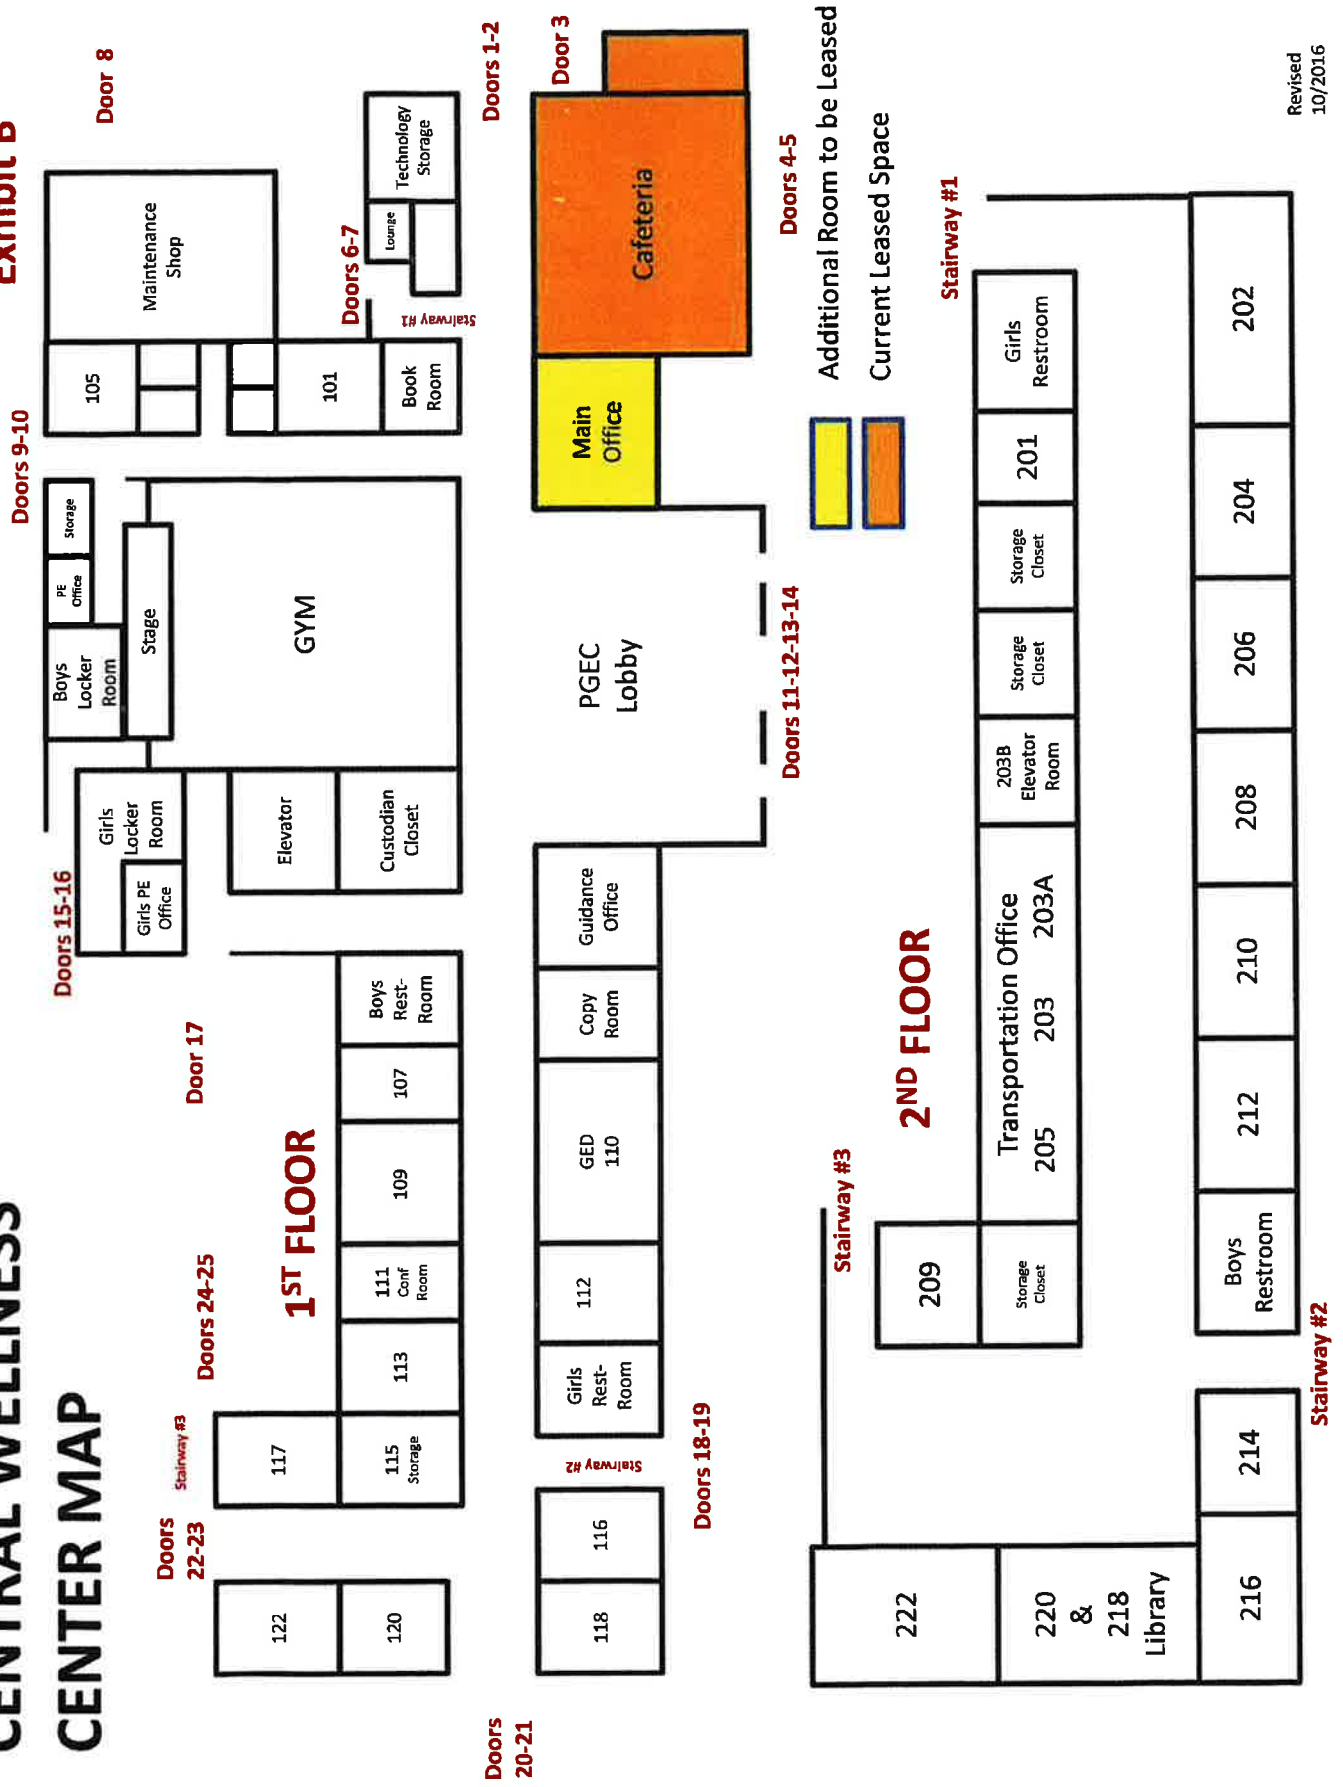 CENTRAL WELLNESS
CENTER MAP
Exhibit B
Doors 9-10
Door 8
Doors 15-16
Boys
Locker
Room
PE
Office
Storage
105
Maintenance
Shop
Girls
Locker
Room
Girls PE
Office
Stage
Doors
22-23
Stairway #3
Doors 24-25
Door 17
122
117
1ST FLOOR
Elevator
GYM
101
Doors 6-7
Lounge
Technology
Storage
120
115
Storage
113
111
Conf
Room
109
107
Boys
Rest-
Room
Custodian
Closet
Book
Room
Stairway #1
Doors
20-21
Doors 1-2
118
116
Stairway #2
Girls
Rest-
Room
112
GED
110
Copy
Room
Guidance
Office
PGEC
Lobby
Main
Office
Cafeteria
Door 3
Doors 18-19
Doors 11-12-13-14
Doors 4-5
Additional Room to be Leased
Current Leased Space
Stairway #3
2ND FLOOR
Stairway #1
222
209
220
&
218
Library
Storage
Closet
Transportation Office
205
203
203A
203B
Elevator
Room
Storage
Closet
Storage
Closet
201
Girls
Restroom
216
214
Boys
Restroom
212
210
208
206
204
202
Stairway #2
Revised
10/2016